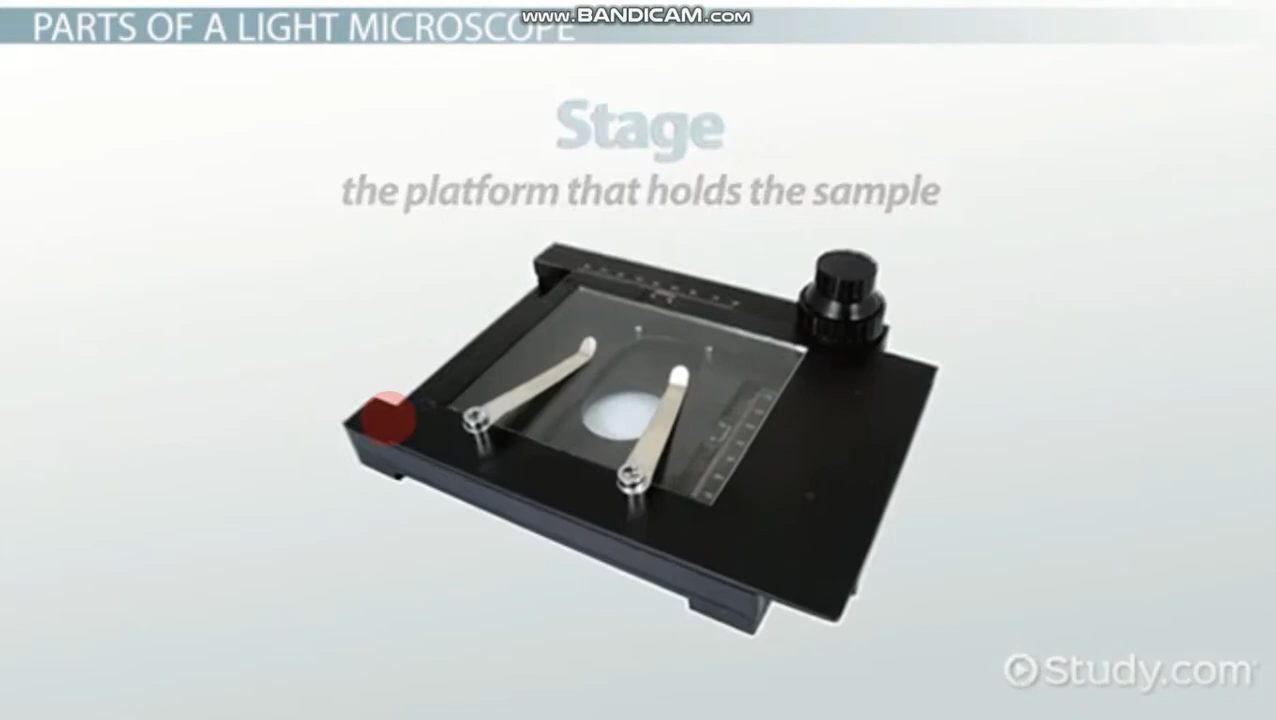 www.BANDICAM.com
PARTS OF A LIGHT MICROSCOPE
Stage
the platform that holds the sample
Study.com